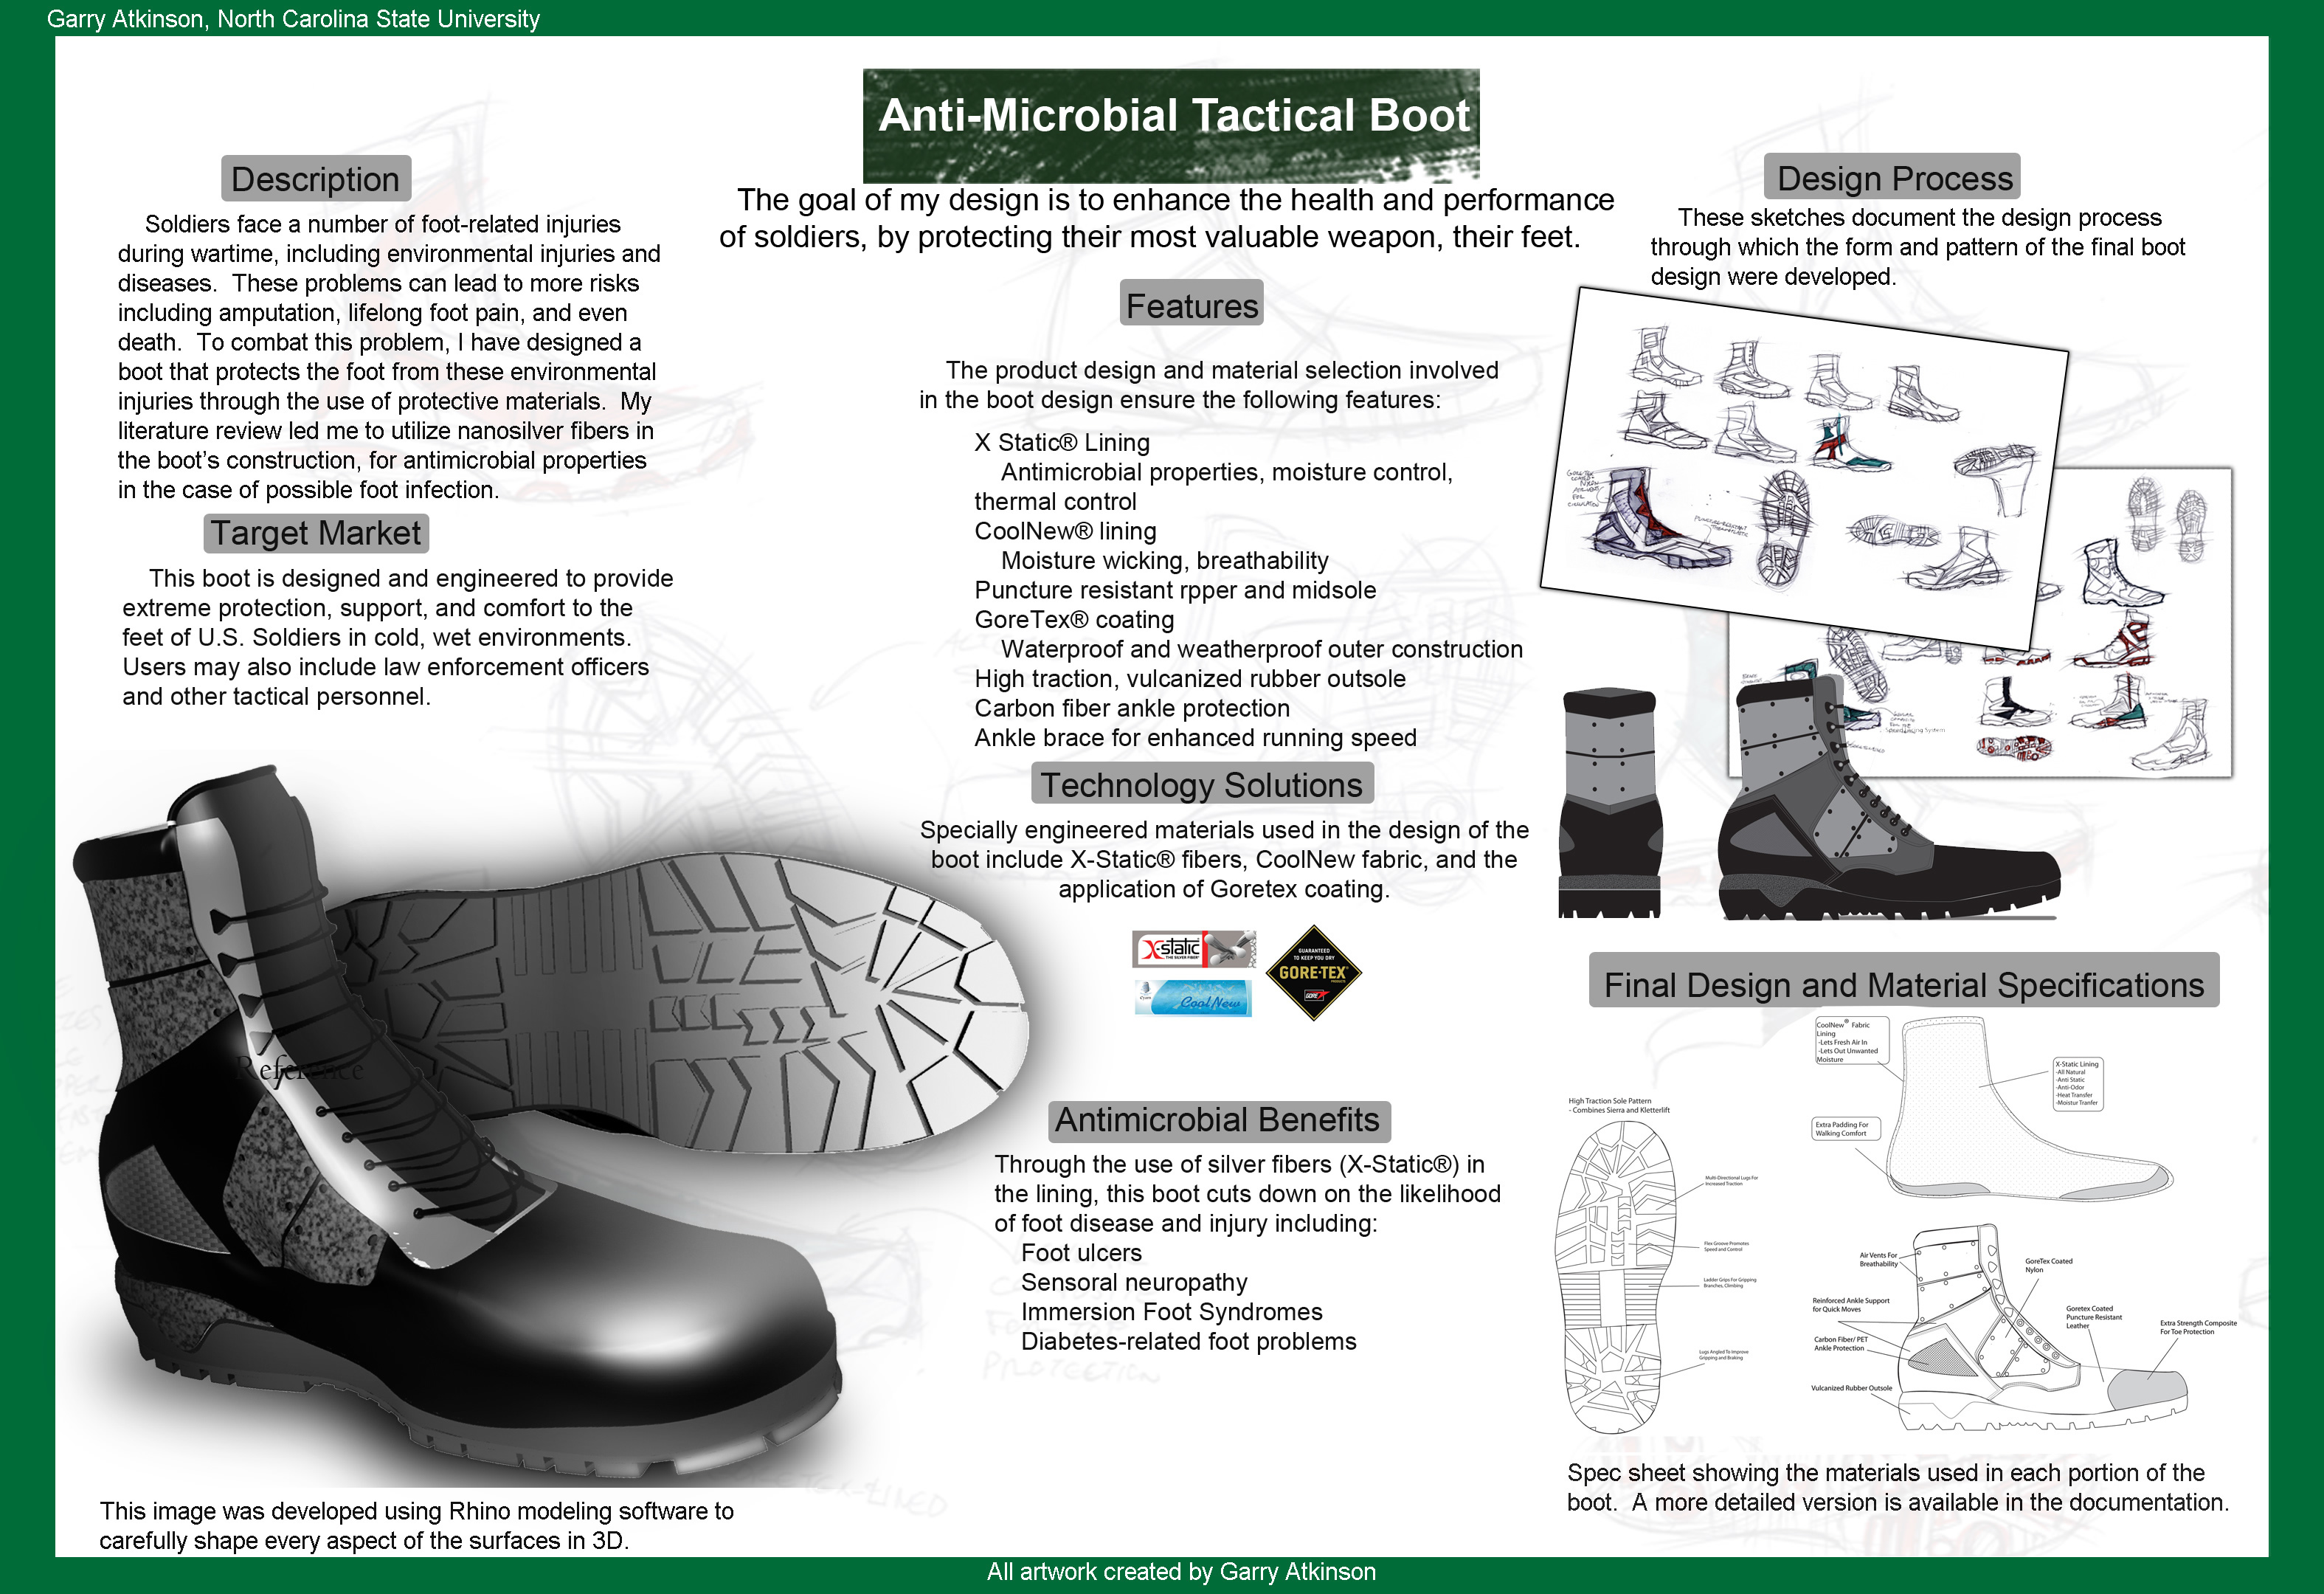 Garry Atkinson, North Carolina State University
Anti-Microbial Tactical Boot
The goal of my design is to enhance the health and performance
of soldiers, by protecting their most valuable weapon, their feet.
Description
Soldiers face a number of foot-related injuries
during wartime, including environmental injuries and
diseases. These problems can lead to more risks
including amputation, lifelong foot pain, and even
death. To combat this problem, I have designed a
boot that protects the foot from these environmental
injuries through the use of protective materials. My
literature review led me to utilize nanosilver fibers in
the boot's construction, for antimicrobial properties
in the case of possible foot infection.
Target Market
This boot is designed and engineered to provide
extreme protection, support, and comfort to the
feet of U.S. Soldiers in cold, wet environments.
Users may also include law enforcement officers
and other tactical personnel.
Reference
This image was developed using Rhino modeling software to
carefully shape every aspect of the surfaces in 3D.
Features
The product design and material selection involved
in the boot design ensure the following features:
X Static® Lining
Antimicrobial properties, moisture control,
thermal control
CoolNew® lining
Moisture wicking, breathability
Puncture resistant rpper and midsole
GoreTex® coating
Waterproof and weatherproof outer construction
High traction, vulcanized rubber outsole
Carbon fiber ankle protection
Ankle brace for enhanced running speed
Technology Solutions
Specially engineered materials used in the design of the
boot include X-Static® fibers, CoolNew fabric, and the
application of Goretex coating.
X-static®
THE SILVER FIBER®
CoolNew
GUARANTEED
TO KEEP YOU DRY
GORE-TEX®
PRODUCTS
GORE
Antimicrobial Benefits
Through the use of silver fibers (X-Static®) in
the lining, this boot cuts down on the likelihood
of foot disease and injury including:
Foot ulcers
Sensoral neuropathy
Immersion Foot Syndromes
Diabetes-related foot problems
PROTECTION
Design Process
These sketches document the design process
through which the form and pattern of the final boot
design were developed.
Final Design and Material Specifications
CoolNew® Fabric
Lining
-Lets Fresh Air In
-Lets Out Unwanted
Moisture
X-Static Lining
-All Natural
-Anti Static
-Anti-Odor
-Heat Transfer
-Moistur Tranfer
Extra Padding For
Walking Comfort
High Traction Sole Pattern
- Combines Sierra and Kletterlift
Multi-Directional Lugs For
Increased Traction
Flex Groove Promotes
Speed and Control
Ladder Grips For Gripping
Branches, Climbing
Lugs Angled To Improve
Gripping and Braking
Air Vents For
Breathability
GoreTex Coated
Nylon
Reinforced Ankle Support
for Quick Moves
Goretex Coated
Puncture Resistant
Leather
Extra Strength Composite
For Toe Protection
Carbon Fiber/ PET
Ankle Protection
Vulcanized Rubber Outsole
Spec sheet showing the materials used in each portion of the
boot. A more detailed version is available in the documentation.
All artwork created by Garry Atkinson